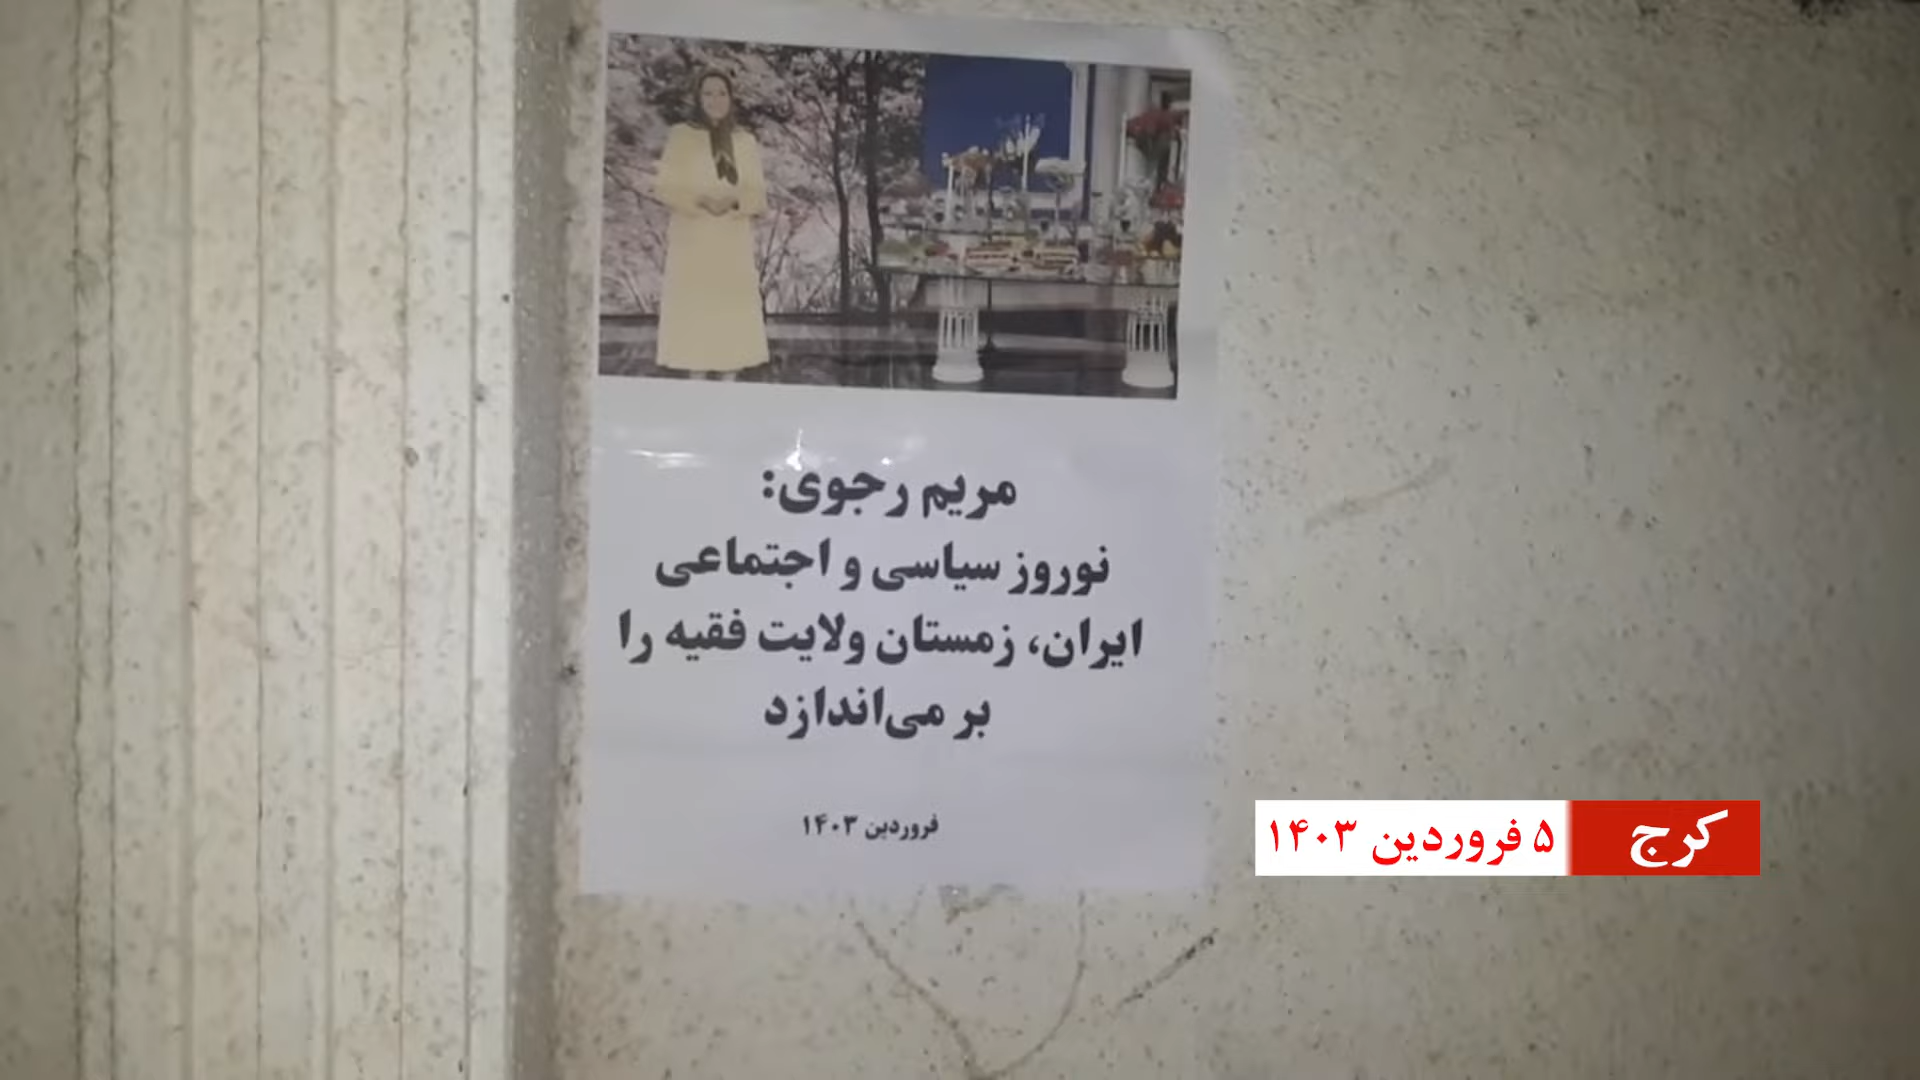 مریم رجوی:
نوروز سیاسی و اجتماعی
ایران، زمستان ولایت فقیه را
بر می‌اندازد
فروردین ۱۴۰۳
کرج
۵ فروردین ۱۴۰۳